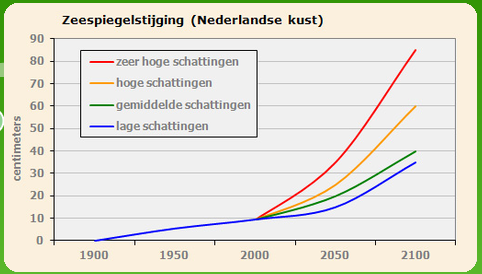 Zeespiegelstijging (Nederlandse kust)
90
80
70
60
50
40
30
20
10
0
centimeters
zeer hoge schattingen
hoge schattingen
gemiddelde schattingen
lage schattingen
1900 1950 2000 2050 2100